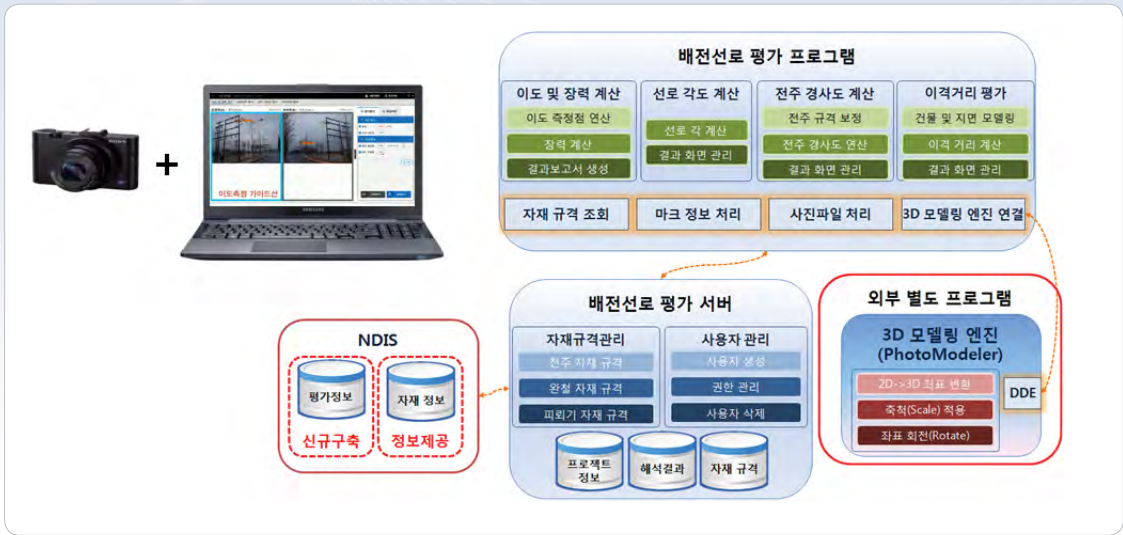 배전선로 평가 프로그램
이도 및 장력 계산
이도 측정점 연산
장력 계산
결과보고서 생성
선로 각도 계산
선로 각 계산
결과 화면 관리
전주 경사도 계산
전주 규격 보정
전주 경사도 연산
결과 화면 관리
이격거리 평가
건물 및 지면 모델링
이격 거리 계산
결과 화면 관리
자재 규격 조회
마크 정보 처리
사진파일 처리
3D 모델링 엔진 연결
SONY
+
이도측정 가이드선
SAMSUNG
배전선로 평가 서버
자재규격관리
전주 자재 규격
완철 자재 규격
피뢰기 자재 규격
사용자 관리
사용자 생성
권한 관리
사용자 삭제
프로젝트
정보
해석결과
자재 규격
NDIS
평가정보
신규구축
자재 정보
정보제공
외부 별도 프로그램
3D 모델링 엔진
(PhotoModeler)
2D->3D 좌표 변환
축척(Scale) 적용
좌표 회전(Rotate)
DDE